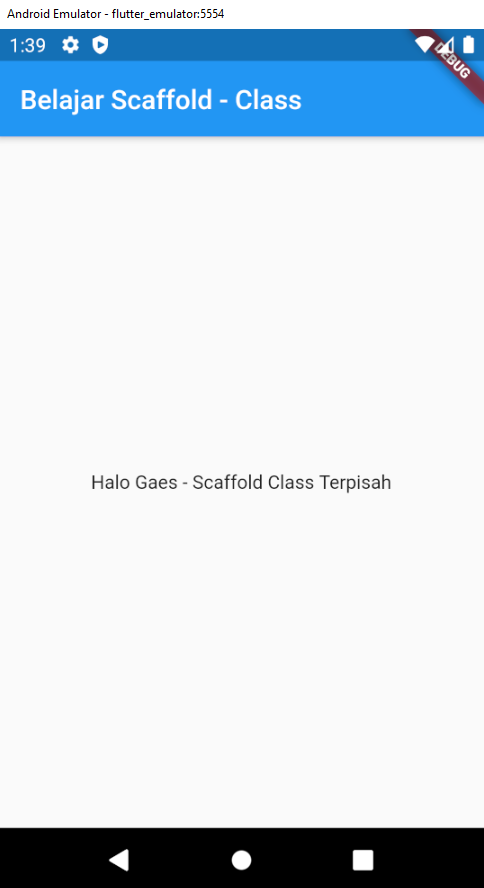 Android Emulator - flutter_emulator:5554
1:39
DEBUG
Belajar Scaffold - Class
Halo Gaes - Scaffold Class Terpisah